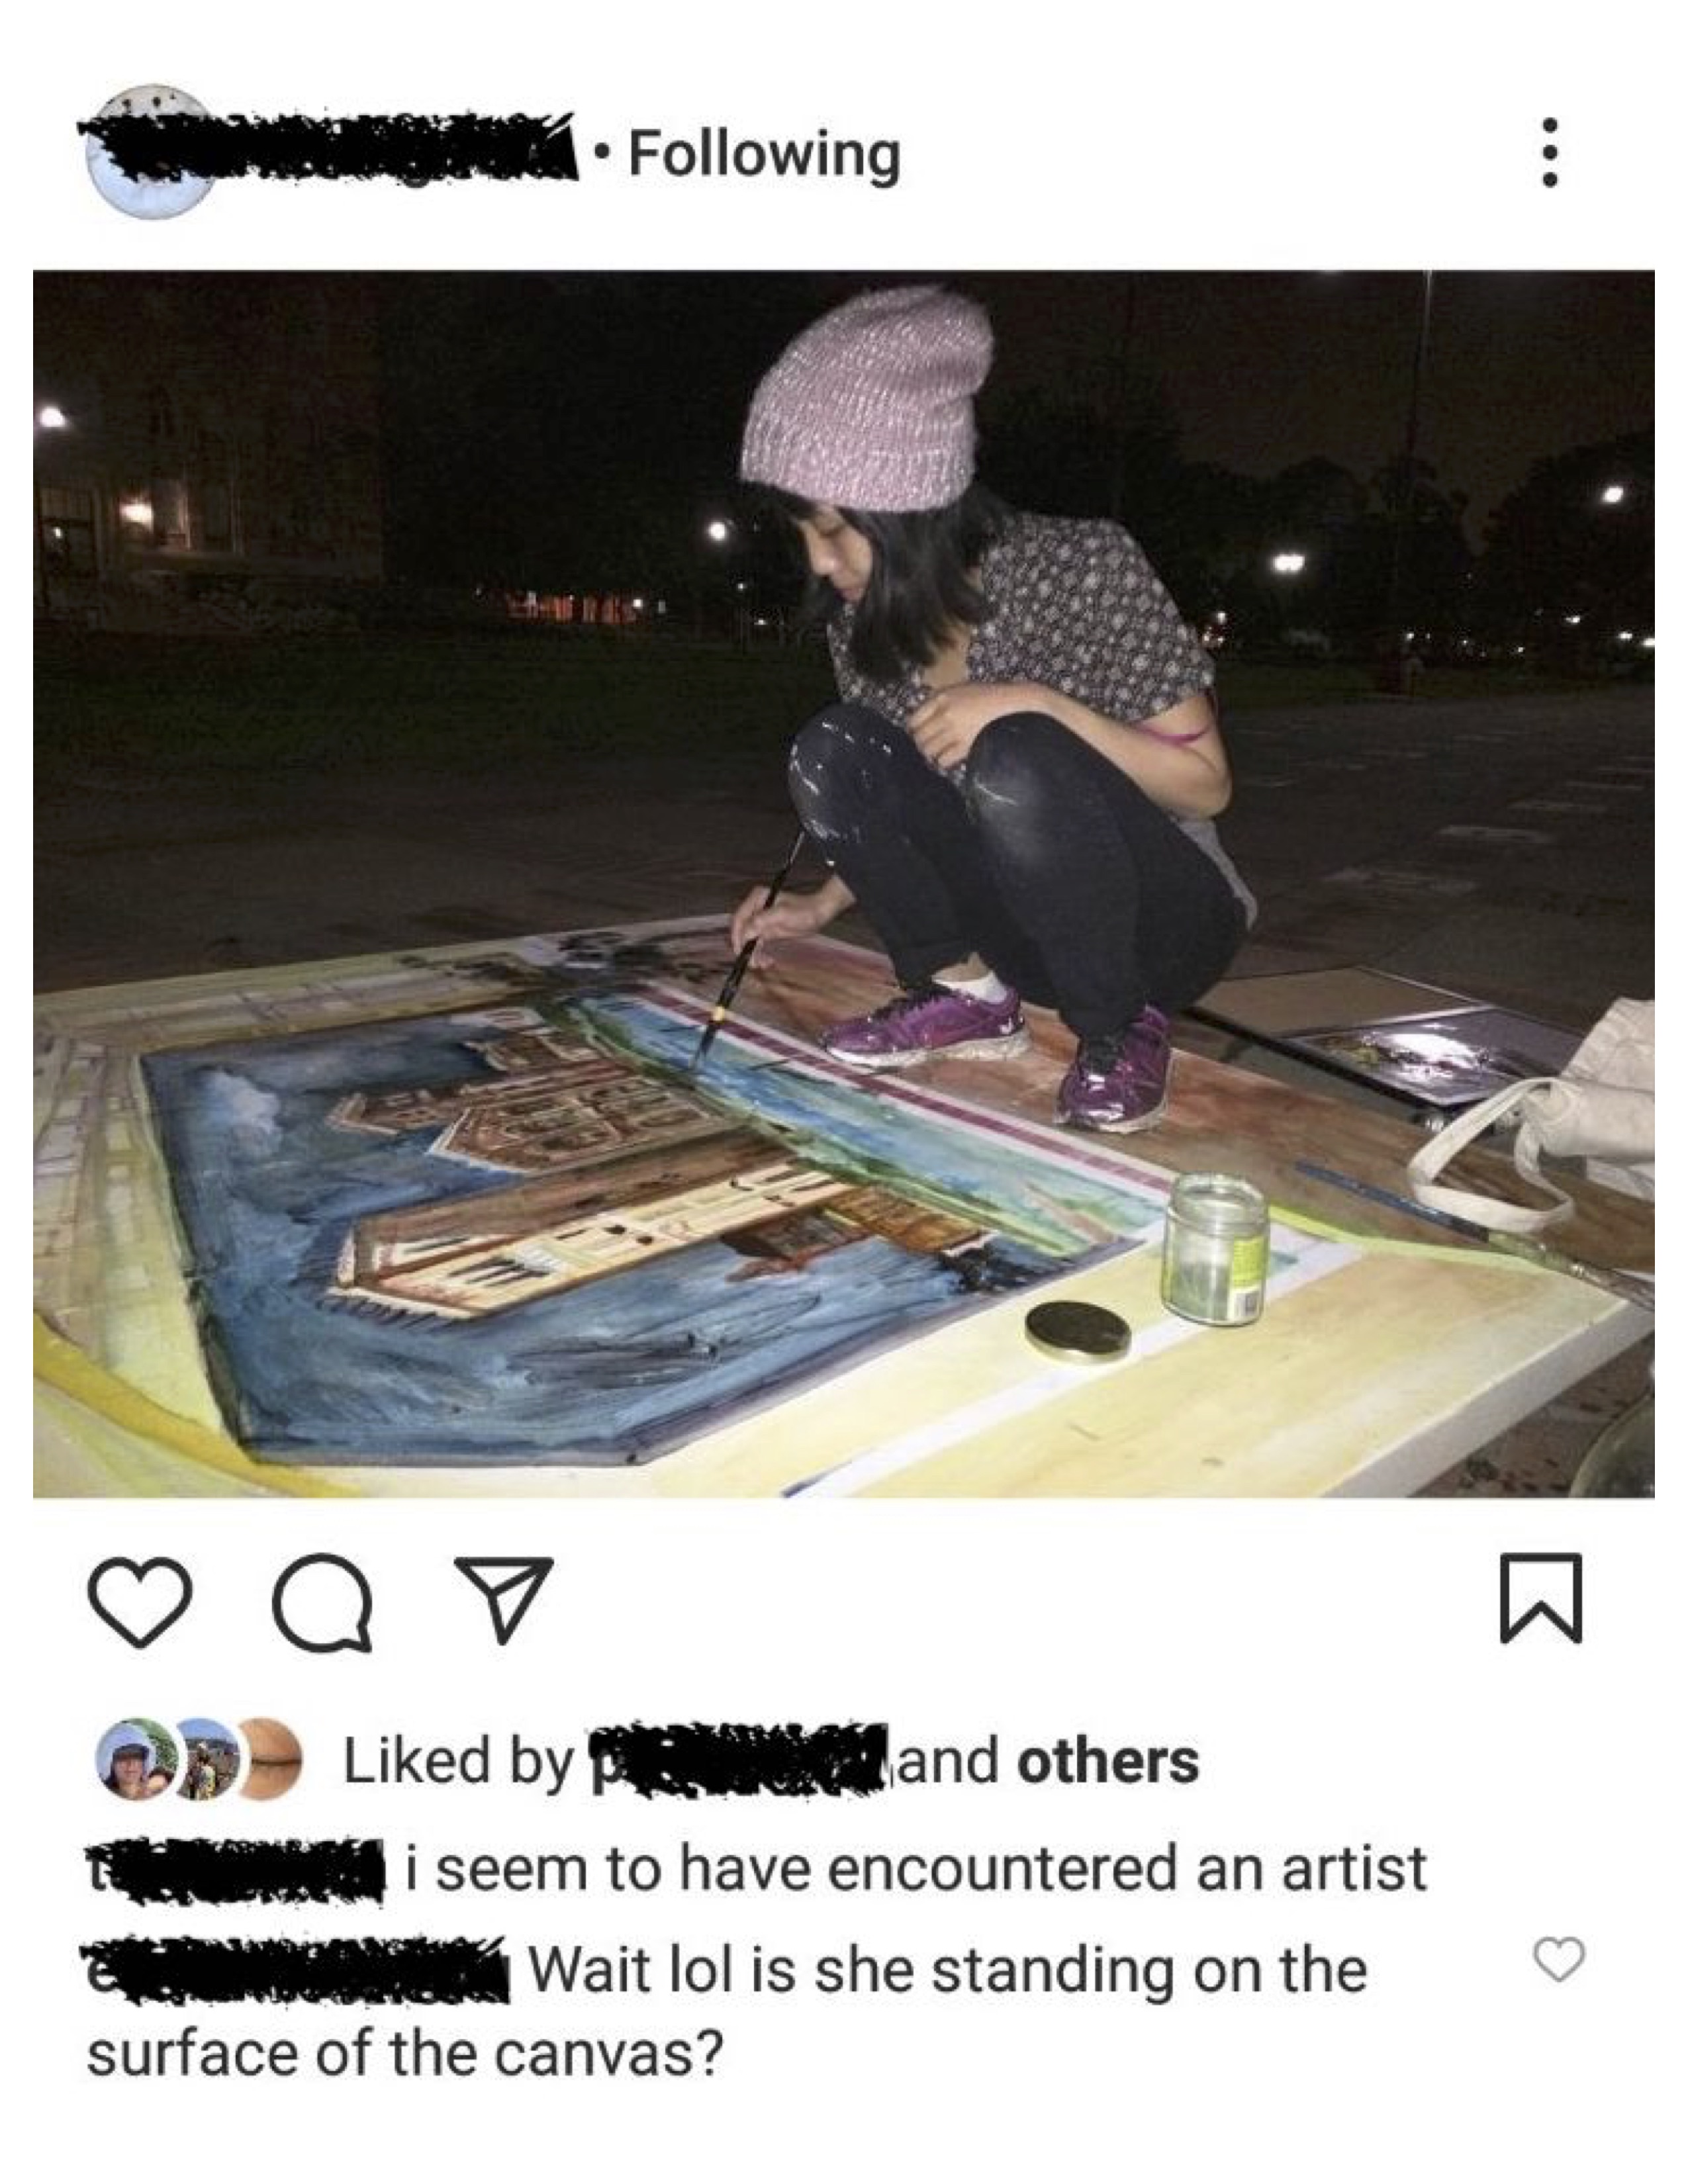 • Following
Liked by and others
i seem to have encountered an artist
Wait lol is she standing on the
surface of the canvas?